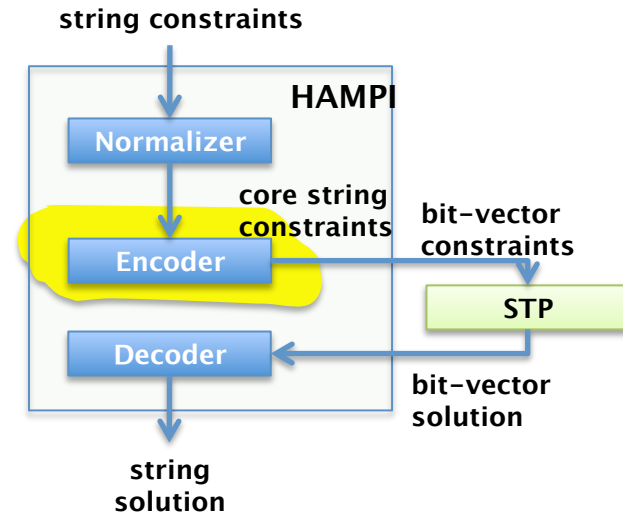 string constraints
HAMPI
Normalizer
core string
constraints
bit-vector
constraints
Encoder
STP
Decoder
bit-vector
solution
string
solution